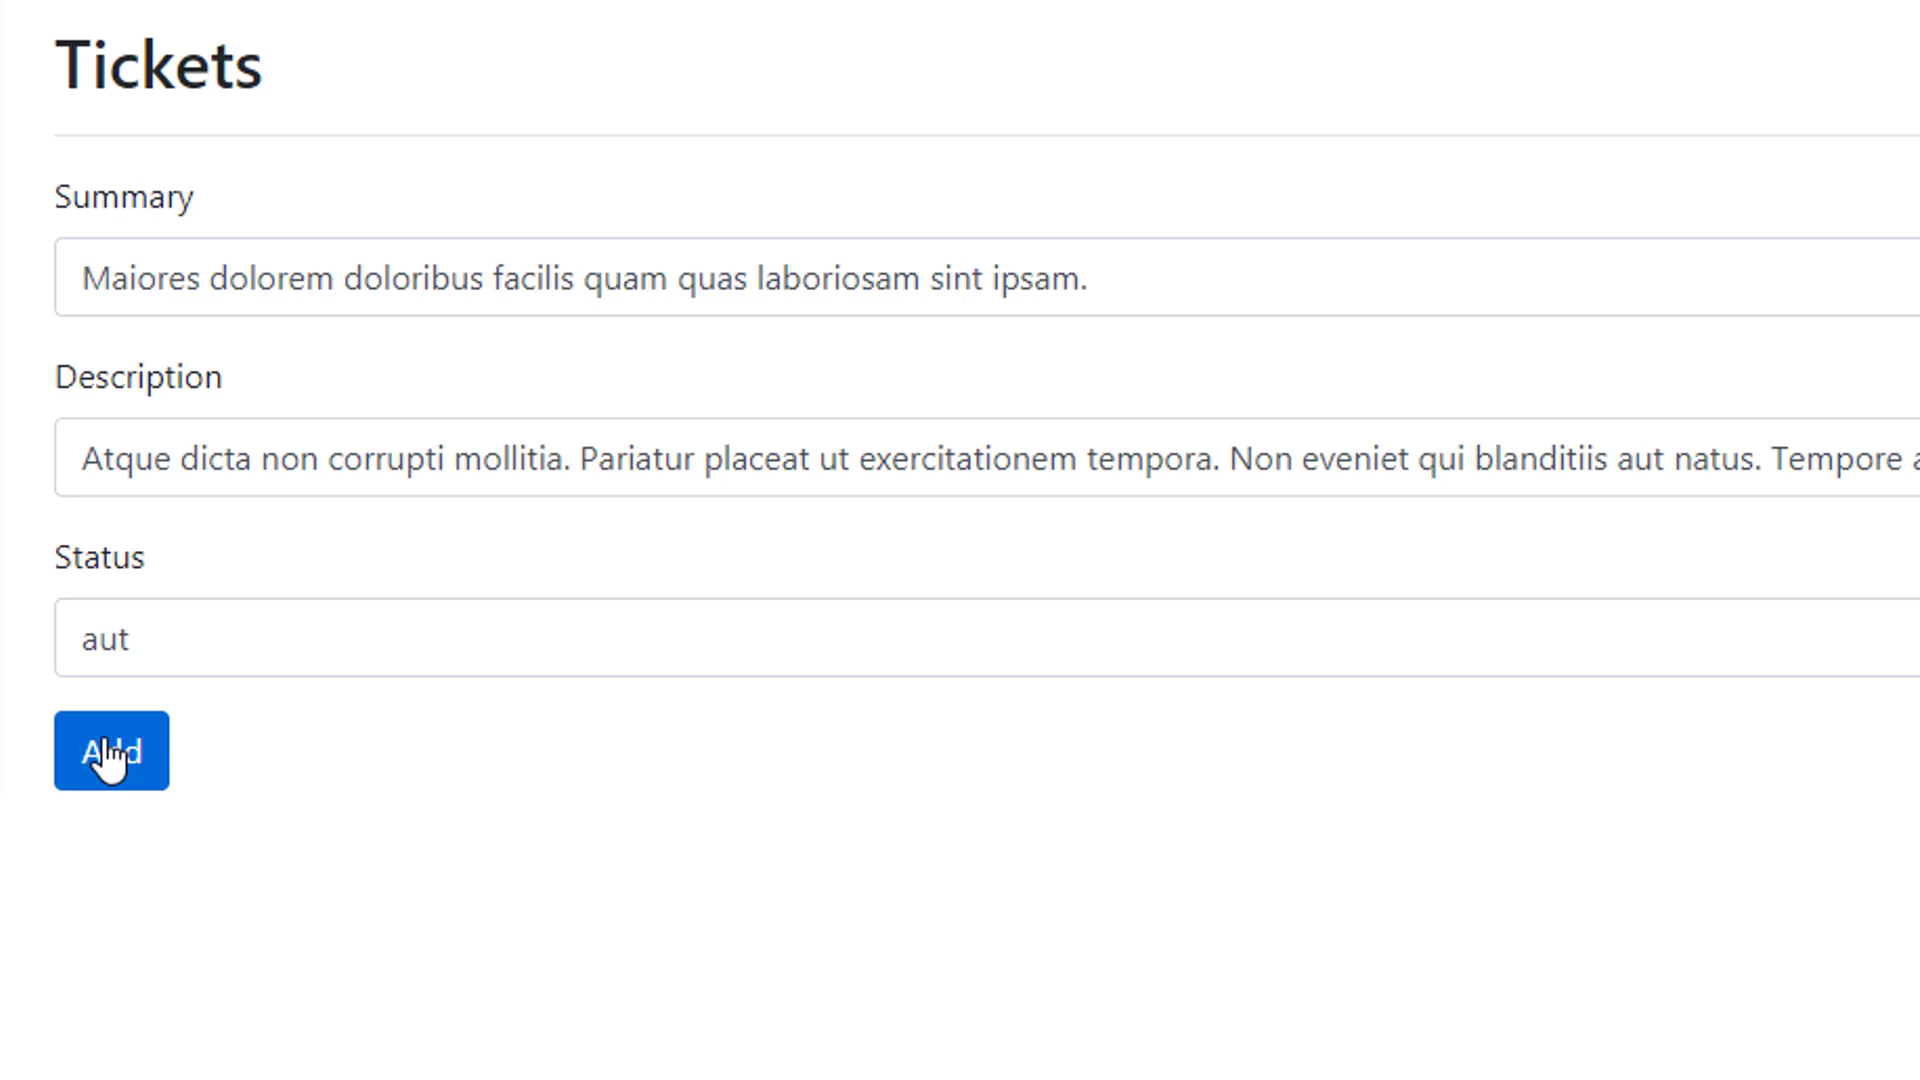 Tickets
Summary
Maiores dolorem doloribus facilis quam quas laboriosam sint ipsam.
Description
Atque dicta non corrupti mollitia. Pariatur placeat ut exercitationem tempora. Non eveniet qui blanditiis aut natus. Tempore
Status
aut
Add